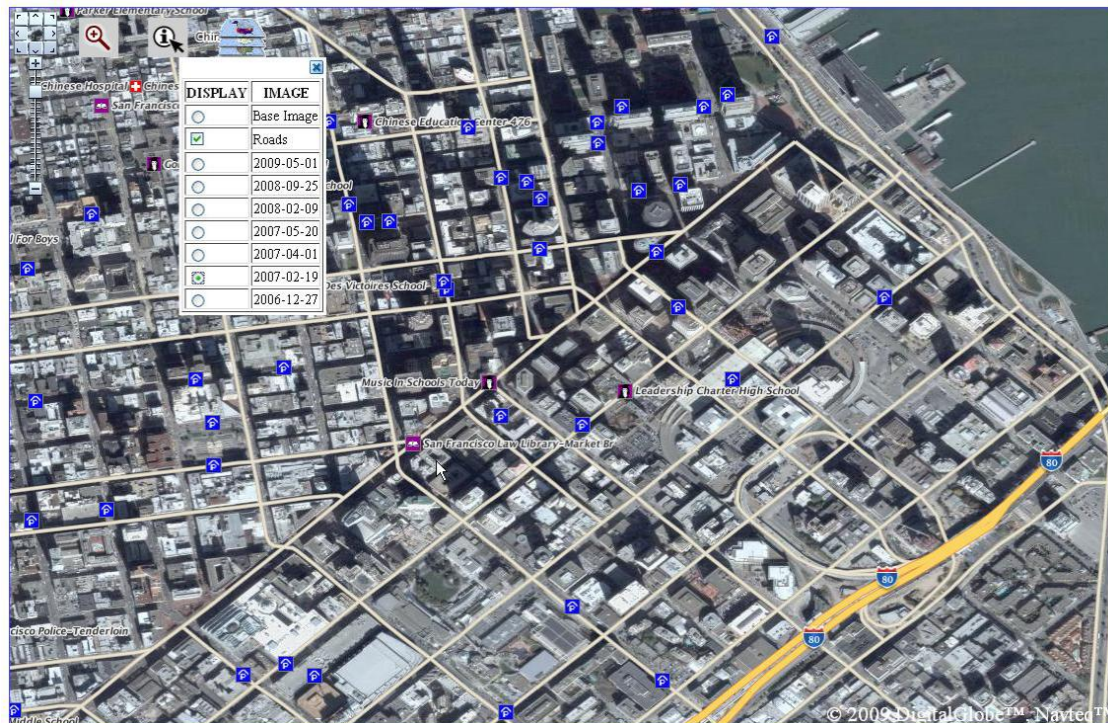 Parker Elementary School
Chin
Chinese Hospital
Chines
San Francisco
DISPLAY IMAGE
Base Image
Roads
2009-05-01
2008-09-25
2008-02-09
2007-05-20
2007-04-01
2007-02-19
2006-12-27
Chinese Education Center 476
Go
School
l For Boys
Des Victoires School
Music In Schools Today
Leadership Charter High School
San Francisco Law Library-Market Br
80
80
80
cisco Police-Tenderloin
Middle School
© 2009 DigitalGlobe™ Navteq™